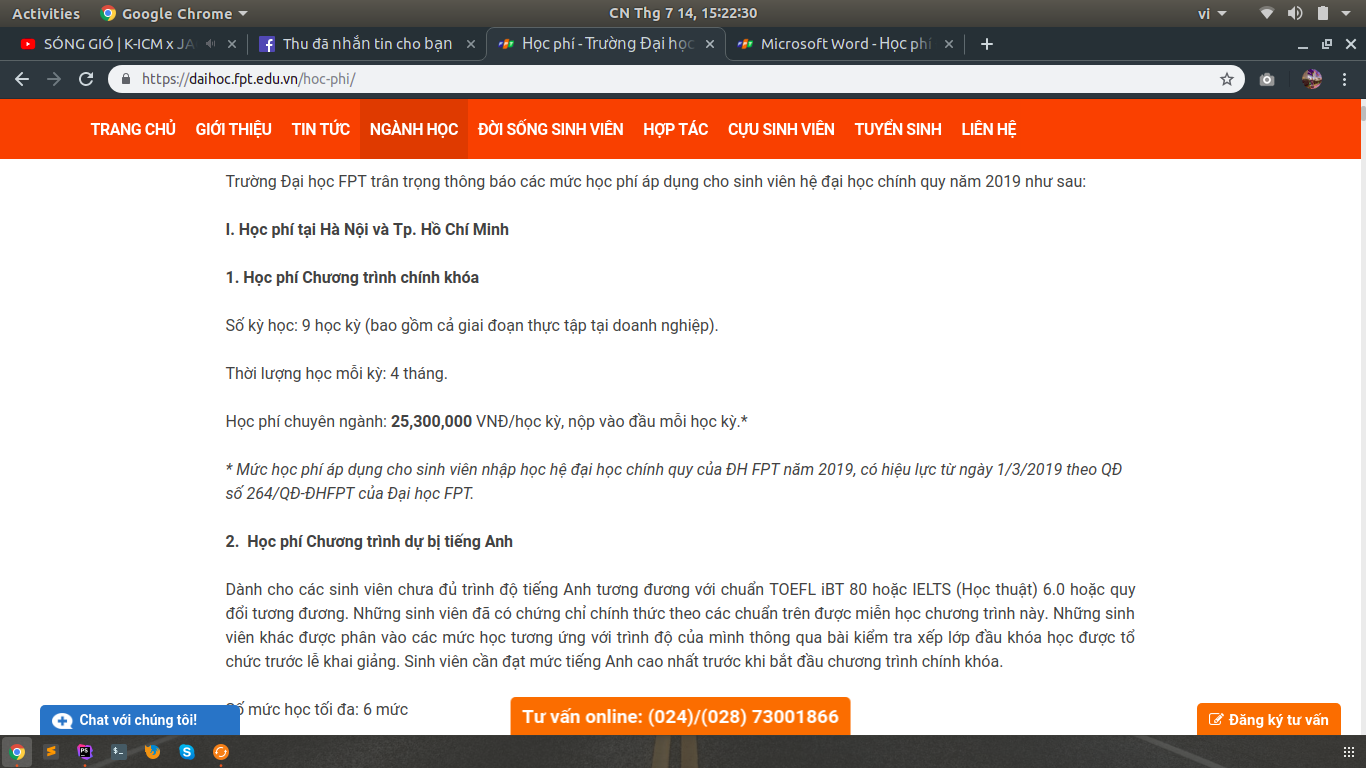 Activities Google Chrome CN Thg 7 14, 15:22:30 vi
SÓNG GIÓ | K-ICM x JA Thu đã nhắn tin cho bạn Học phí - Trường Đại học Microsoft Word - Học phí
https://daihoc.fpt.edu.vn/hoc-phi/
TRANG CHỦ GIỚI THIỆU TIN TỨC NGÀNH HỌC ĐỜI SỐNG SINH VIÊN HỢP TÁC CỰU SINH VIÊN TUYỂN SINH LIÊN HỆ
Trường Đại học FPT trân trọng thông báo các mức học phí áp dụng cho sinh viên hệ đại học chính quy năm 2019 như sau:
I. Học phí tại Hà Nội và Tp. Hồ Chí Minh
1. Học phí Chương trình chính khóa
Số kỳ học: 9 học kỳ (bao gồm cả giai đoạn thực tập tại doanh nghiệp).
Thời lượng học mỗi kỳ: 4 tháng.
Học phí chuyên ngành: 25,300,000 VNĐ/học kỳ, nộp vào đầu mỗi học kỳ.*
* Mức học phí áp dụng cho sinh viên nhập học hệ đại học chính quy của ĐH FPT năm 2019, có hiệu lực từ ngày 1/3/2019 theo QĐ
số 264/QĐ-ĐHFPT của Đại học FPT.
2. Học phí Chương trình dự bị tiếng Anh
Dành cho các sinh viên chưa đủ trình độ tiếng Anh tương đương với chuẩn TOEFL iBT 80 hoặc IELTS (Học thuật) 6.0 hoặc quy
đổi tương đương. Những sinh viên đã có chứng chỉ chính thức theo các chuẩn trên được miễn học chương trình này. Những sinh
viên khác được phân vào các mức học tương ứng với trình độ của mình thông qua bài kiểm tra xếp lớp đầu khóa học được tổ
chức trước lễ khai giảng. Sinh viên cần đạt mức tiếng Anh cao nhất trước khi bắt đầu chương trình chính khóa.
Số mức học tối đa: 6 mức
Chat với chúng tôi! Tư vấn online: (024)/(028) 73001866 Đăng ký tư vấn